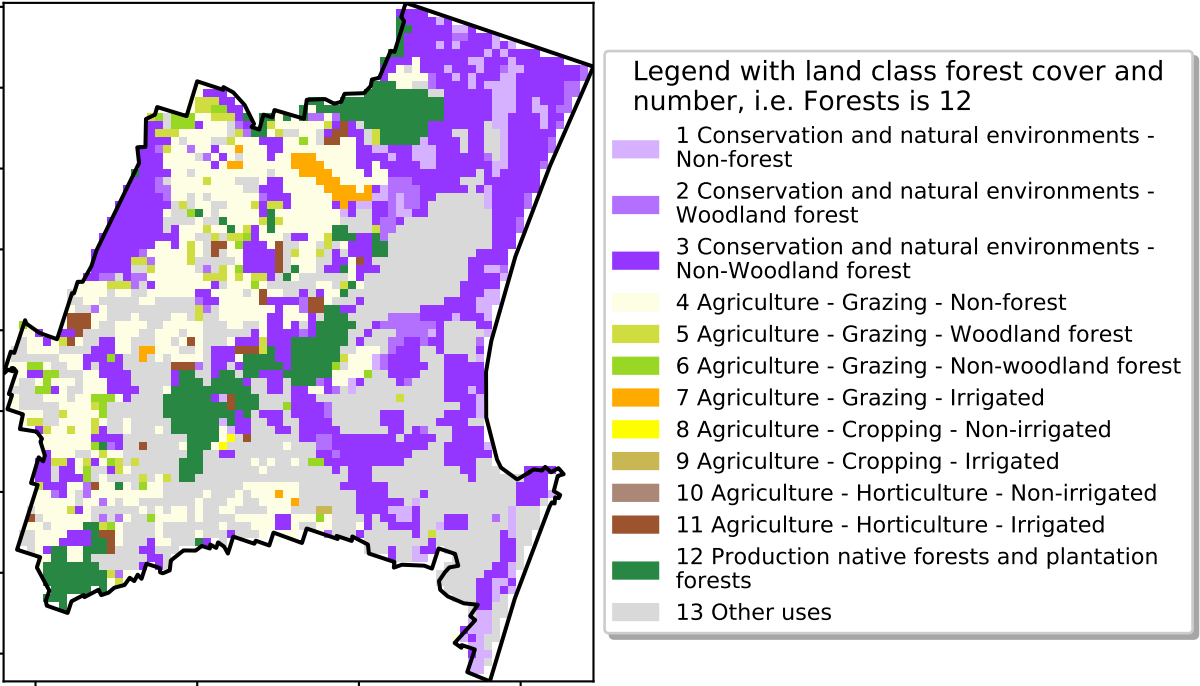 Legend with land class forest cover and
number, i.e. Forests is 12
1 Conservation and natural environments -
Non-forest
2 Conservation and natural environments -
Woodland forest
3 Conservation and natural environments -
Non-Woodland forest
4 Agriculture - Grazing - Non-forest
5 Agriculture - Grazing - Woodland forest
6 Agriculture - Grazing - Non-woodland forest
7 Agriculture - Grazing - Irrigated
8 Agriculture - Cropping - Non-irrigated
9 Agriculture - Cropping - Irrigated
10 Agriculture - Horticulture - Non-irrigated
11 Agriculture - Horticulture - Irrigated
12 Production native forests and plantation
forests
13 Other uses